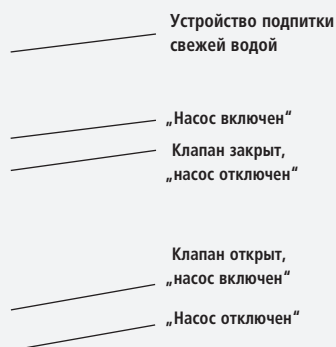 Устройство подпитки
свежей водой
„Насос включен“
Клапан закрыт,
„насос отключен“
Клапан открыт,
„насос включен“
„Насос отключен“